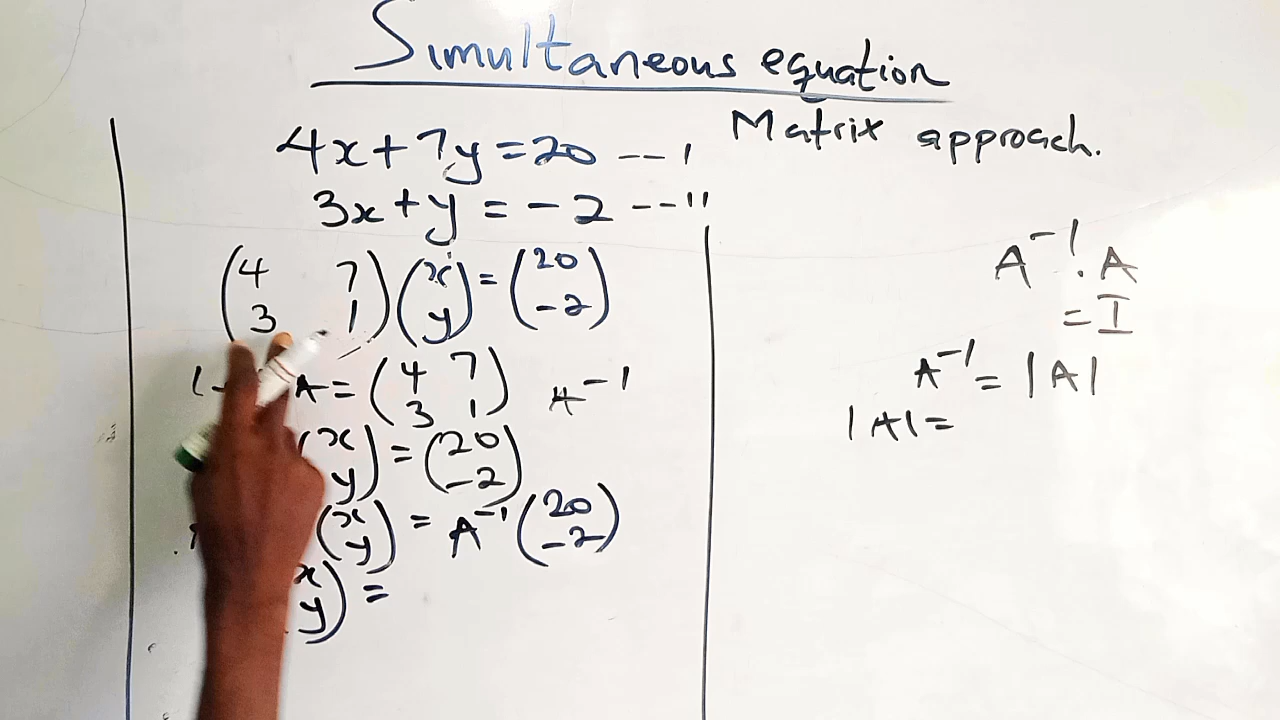 Simultaneous equation
Matrix approach.
4x + 7y = 20 --- I
3x + y = -2 --- II
(4 7) (x) = (20)
(3 1) (y) (-2)
A = (4 7) A⁻¹
(3 1)
(x) = (20)
y) (-2)
(x) = A⁻¹ (20)
(y) (-2)
x) =
y)
A⁻¹ . A
= I
A⁻¹ = |A|
|A| =